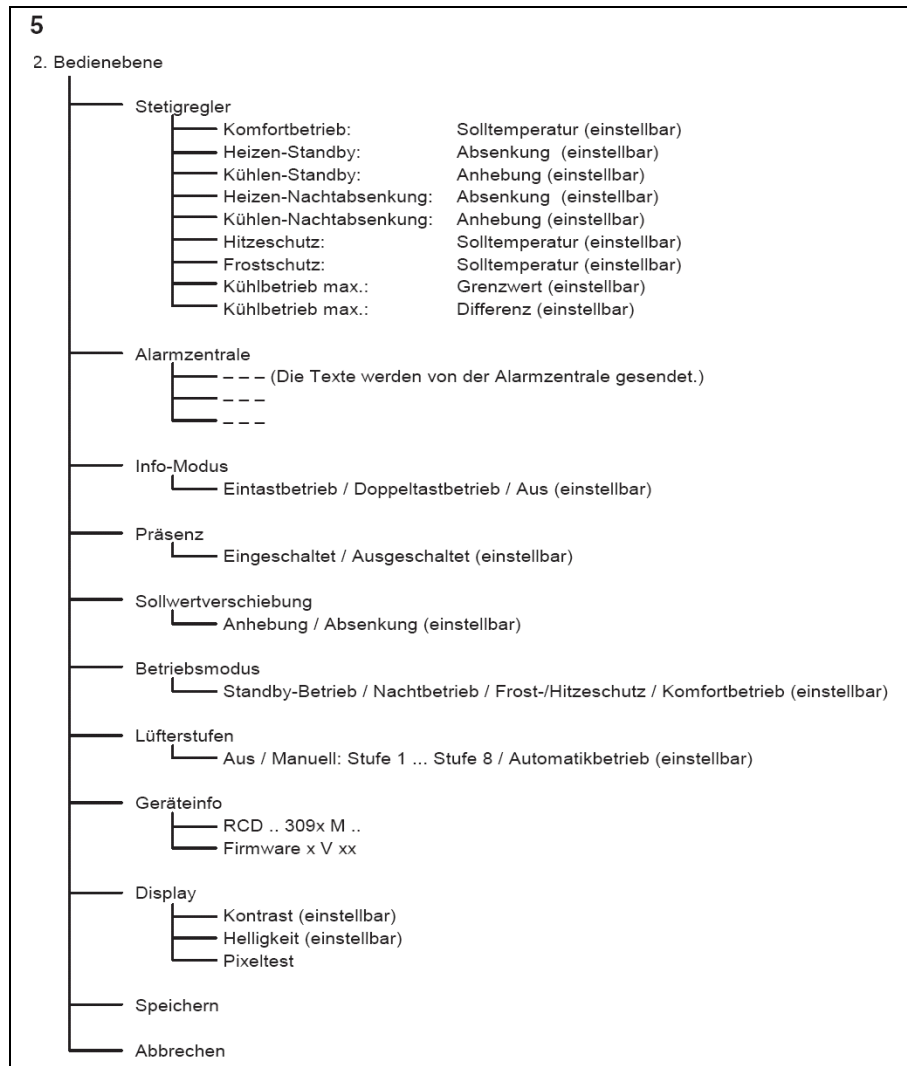 5
2. Bedienebene
Stetigregler
Komfortbetrieb: Solltemperatur (einstellbar)
Heizen-Standby: Absenkung (einstellbar)
Kühlen-Standby: Anhebung (einstellbar)
Heizen-Nachtabsenkung: Absenkung (einstellbar)
Kühlen-Nachtabsenkung: Anhebung (einstellbar)
Hitzeschutz: Solltemperatur (einstellbar)
Frostschutz: Solltemperatur (einstellbar)
Kühlbetrieb max.: Grenzwert (einstellbar)
Kühlbetrieb max.: Differenz (einstellbar)
Alarmzentrale
– – – (Die Texte werden von der Alarmzentrale gesendet.)
– – –
– – –
Info-Modus
Eintastbetrieb / Doppeltastbetrieb / Aus (einstellbar)
Präsenz
Eingeschaltet / Ausgeschaltet (einstellbar)
Sollwertverschiebung
Anhebung / Absenkung (einstellbar)
Betriebsmodus
Standby-Betrieb / Nachtbetrieb / Frost-/Hitzeschutz / Komfortbetrieb (einstellbar)
Lüfterstufen
Aus / Manuell: Stufe 1 ... Stufe 8 / Automatikbetrieb (einstellbar)
Geräteinfo
RCD .. 309x M ..
Firmware x V xx
Display
Kontrast (einstellbar)
Helligkeit (einstellbar)
Pixeltest
Speichern
Abbrechen